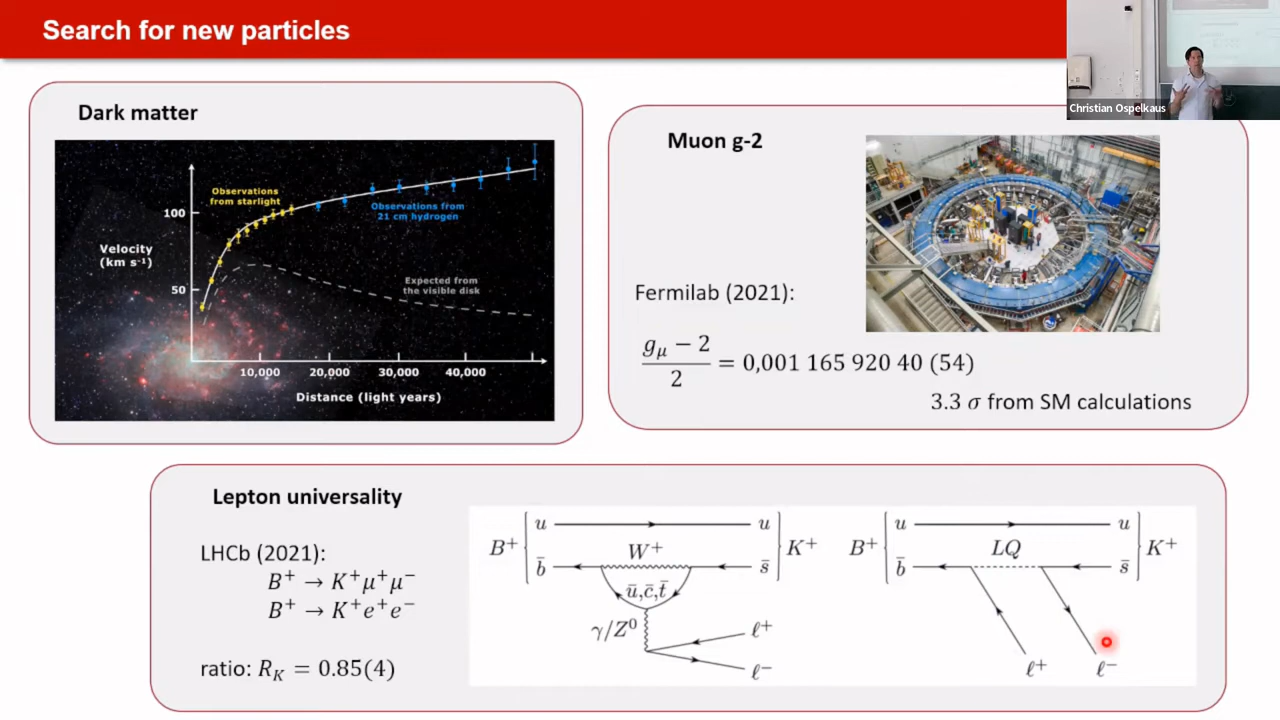 Search for new particles
Christian Ospelkaus
Dark matter
Observations
from starlight
100
Observations from
21 cm hydrogen
Velocity
(km s⁻¹)
Expected from
the visible disk
50
10,000
20,000
30,000
40,000
Distance (light years)
Muon g-2
Fermilab (2021):
(g_μ − 2)/2 = 0,001 165 920 40 (54)
3.3 σ from SM calculations
Lepton universality
LHCb (2021):
B⁺ → K⁺μ⁺μ⁻
B⁺ → K⁺e⁺e⁻
ratio: R_K = 0.85(4)
u
u
B⁺
W⁺
K⁺
b̄
s̄
ū,c̄,t̄
γ/Z⁰
ℓ⁺
ℓ⁻
u
u
B⁺
LQ
K⁺
b̄
s̄
ℓ⁺
ℓ⁻